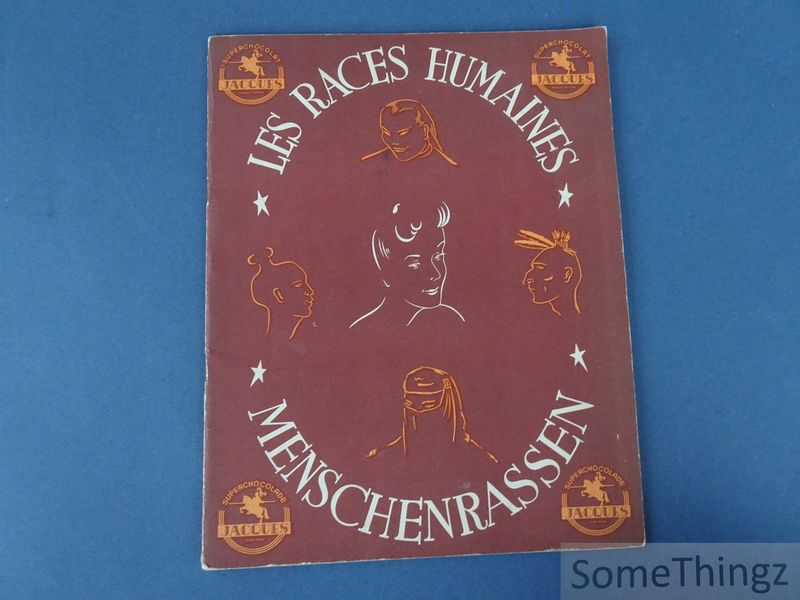 SUPERCHOCOLAT
JACQUES
SUPERCHOCOLAT
JACQUES
LES RACES HUMAINES
MENSCHENRASSEN
SUPERCHOCOLADE
JACQUES
SUPERCHOCOLADE
JACQUES
SomeThingz